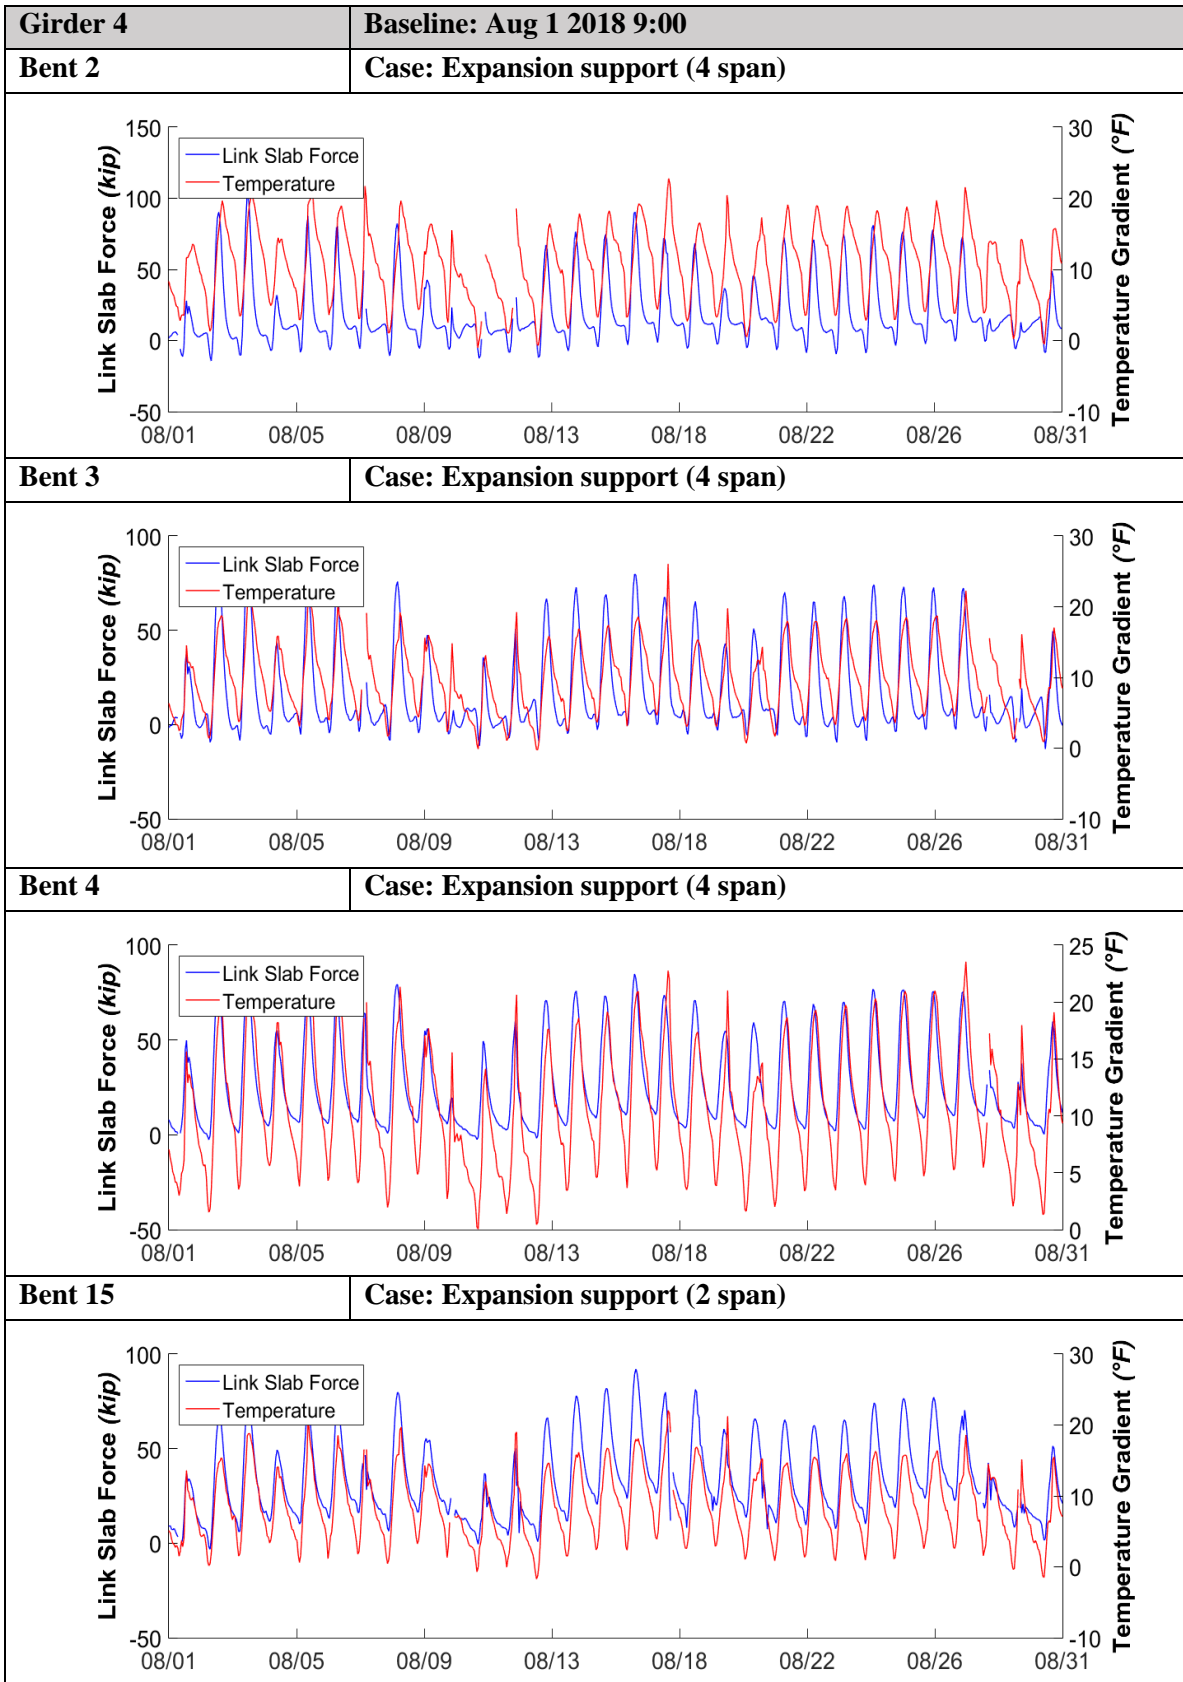 Girder 4 Baseline: Aug 1 2018 9:00
Bent 2 Case: Expansion support (4 span)
150 30
Link Slab Force
Temperature
100 20
50 10
0 0
-50 -10
Link Slab Force (kip)
Temperature Gradient (°F)
08/01 08/05 08/09 08/13 08/18 08/22 08/26 08/31
Bent 3 Case: Expansion support (4 span)
100 30
Link Slab Force
Temperature
20
50
10
0
0
-50 -10
Link Slab Force (kip)
Temperature Gradient (°F)
08/01 08/05 08/09 08/13 08/18 08/22 08/26 08/31
Bent 4 Case: Expansion support (4 span)
100 25
Link Slab Force
Temperature
20
50
15
10
0
5
-50 0
Link Slab Force (kip)
Temperature Gradient (°F)
08/01 08/05 08/09 08/13 08/18 08/22 08/26 08/31
Bent 15 Case: Expansion support (2 span)
100 30
Link Slab Force
Temperature
20
50
10
0
0
-50 -10
Link Slab Force (kip)
Temperature Gradient (°F)
08/01 08/05 08/09 08/13 08/18 08/22 08/26 08/31